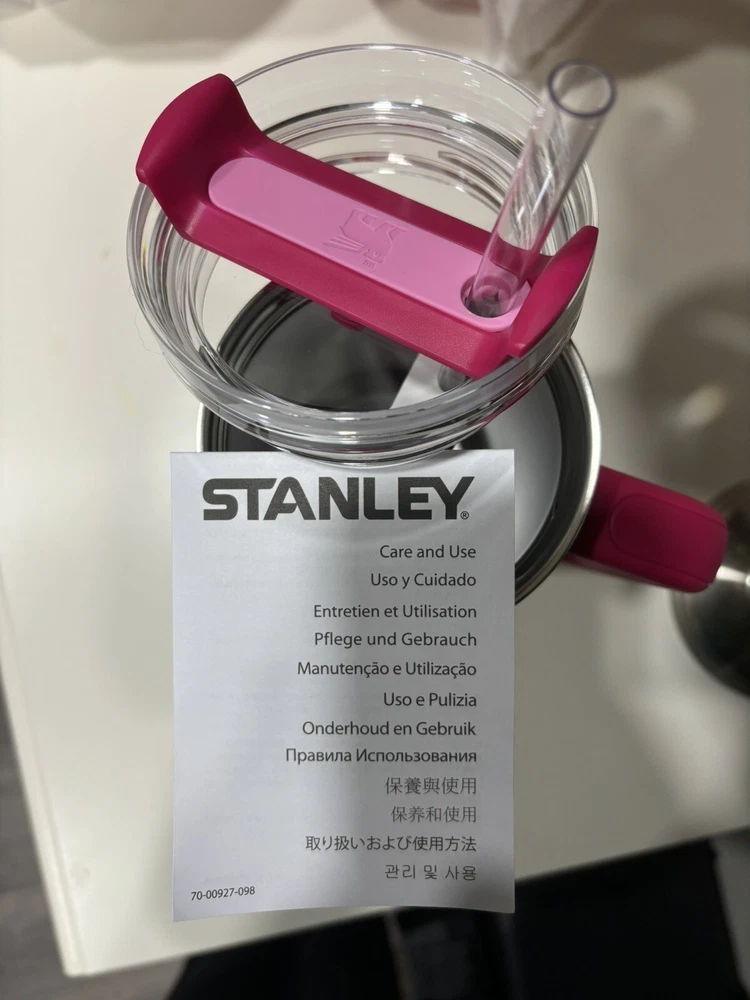 STANLEY®
Care and Use
Uso y Cuidado
Entretien et Utilisation
Pflege und Gebrauch
Manutenção e Utilização
Uso e Pulizia
Onderhoud en Gebruik
Правила Использования
保養與使用
保养和使用
取り扱いおよび使用方法
관리 및 사용
70-00927-098